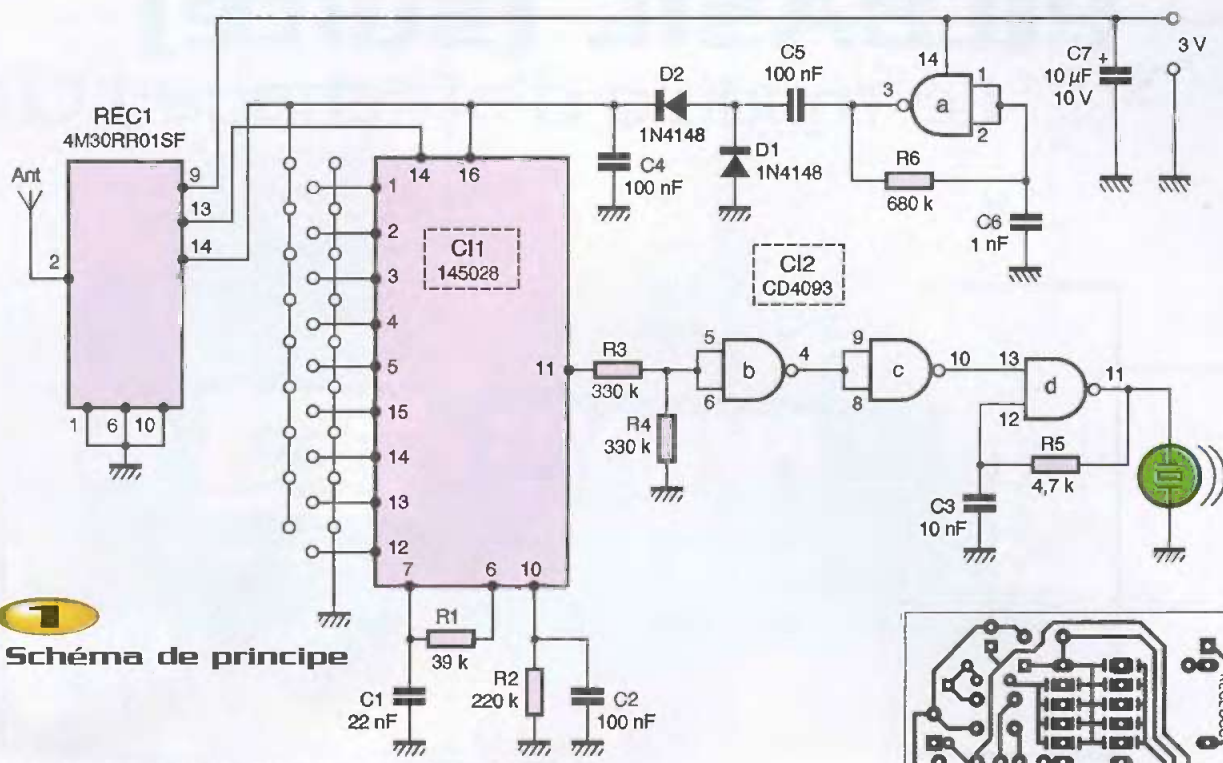 REC1
4M30RR01SF
Ant
2
9
13
14
1
6
10
14
16
1
2
3
4
5
15
14
13
12
CI1
145028
11
7
6
10
R1
39 k
C1
22 nF
R2
220 k
C2
100 nF
C4
100 nF
D2
1N4148
D1
1N4148
C5
100 nF
3
14
a
1
2
R6
680 k
C6
1 nF
C7
+
10 µF
10 V
3 V
CI2
CD4093
R3
330 k
R4
330 k
5
6
b
4
9
8
c
10
13
12
d
11
R5
4,7 k
C3
10 nF
1
Schéma de principe